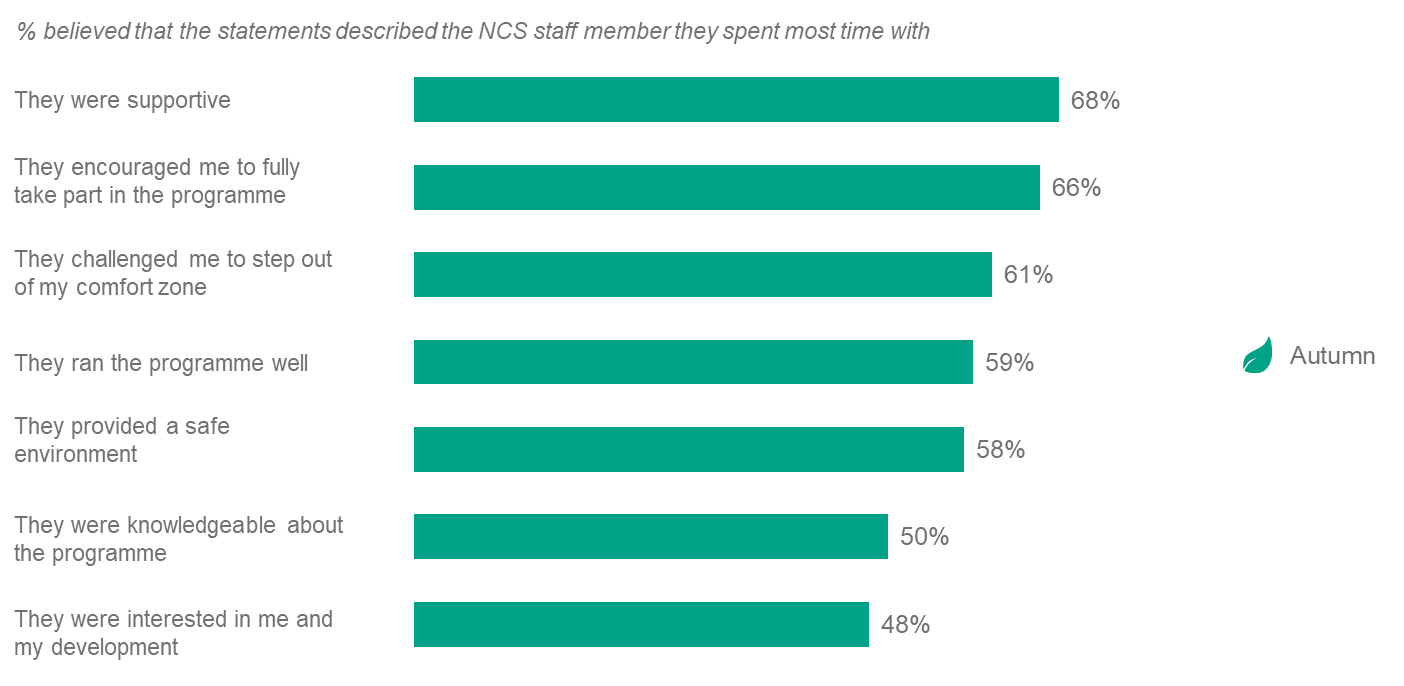 % believed that the statements described the NCS staff member they spent most time with
They were supportive
68%
They encouraged me to fully
take part in the programme
66%
They challenged me to step out
of my comfort zone
61%
They ran the programme well
59%
Autumn
They provided a safe
environment
58%
They were knowledgeable about
the programme
50%
They were interested in me and
my development
48%